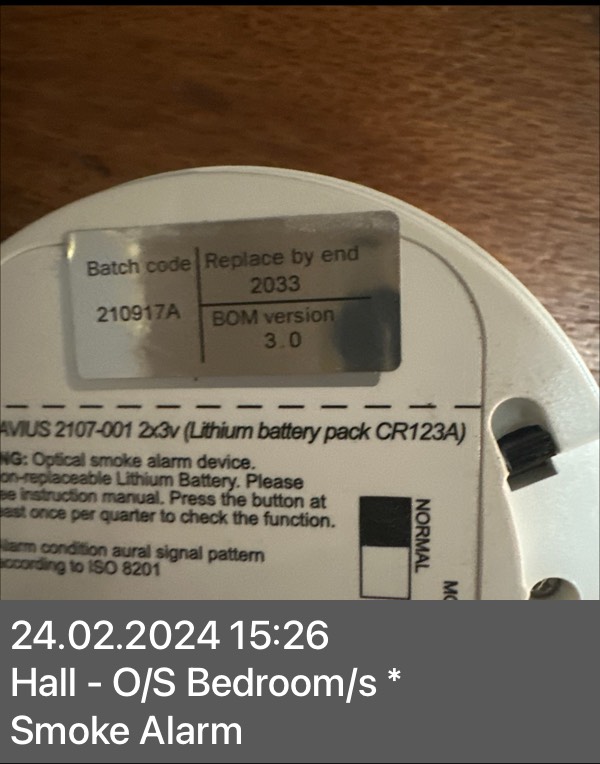 Batch code
210917A
Replace by end
2033
BOM version
3.0
AVIUS 2107-001 2x3v (Lithium battery pack CR123A)
NG: Optical smoke alarm device.
on-replaceable Lithium Battery. Please
ee instruction manual. Press the button at
east once per quarter to check the function.
larm condition aural signal pattern
according to ISO 8201
NORMAL
MO
24.02.2024 15:26
Hall - O/S Bedroom/s *
Smoke Alarm